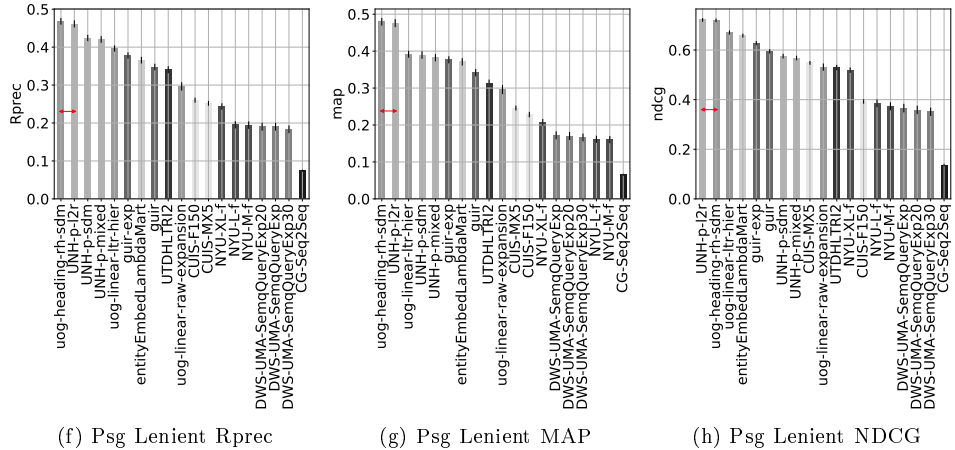 0.5
0.4
0.3
0.2
0.1
0.0
Rprec
uog-heading-rh-sdm
UNH-p-l2r
UNH-p-sdm
UNH-p-mixed
uog-linear-ltr-hier
guir-exp
entityEmbedLambdaMart
guir
UTDHLTRI2
uog-linear-raw-expansion
CUIS-F150
CUIS-MX5
NYU-XL-f
NYU-L-f
NYU-M-f
DWS-UMA-SemqQueryExp20
DWS-UMA-SemqQueryExp
DWS-UMA-SemqQueryExp30
CG-Seq2Seq
(f) Psg Lenient Rprec
0.5
0.4
0.3
0.2
0.1
0.0
map
uog-heading-rh-sdm
UNH-p-l2r
uog-linear-ltr-hier
UNH-p-sdm
UNH-p-mixed
guir-exp
entityEmbedLambdaMart
guir
UTDHLTRI2
uog-linear-raw-expansion
CUIS-MX5
CUIS-F150
NYU-XL-f
DWS-UMA-SemqQueryExp
DWS-UMA-SemqQueryExp20
DWS-UMA-SemqQueryExp30
NYU-L-f
NYU-M-f
CG-Seq2Seq
(g) Psg Lenient MAP
0.6
0.4
0.2
0.0
ndcg
UNH-p-l2r
uog-heading-rh-sdm
uog-linear-ltr-hier
entityEmbedLambdaMart
guir-exp
guir
UNH-p-sdm
UNH-p-mixed
CUIS-MX5
uog-linear-raw-expansion
UTDHLTRI2
NYU-XL-f
CUIS-F150
NYU-L-f
NYU-M-f
DWS-UMA-SemqQueryExp
DWS-UMA-SemqQueryExp20
DWS-UMA-SemqQueryExp30
CG-Seq2Seq
(h) Psg Lenient NDCG